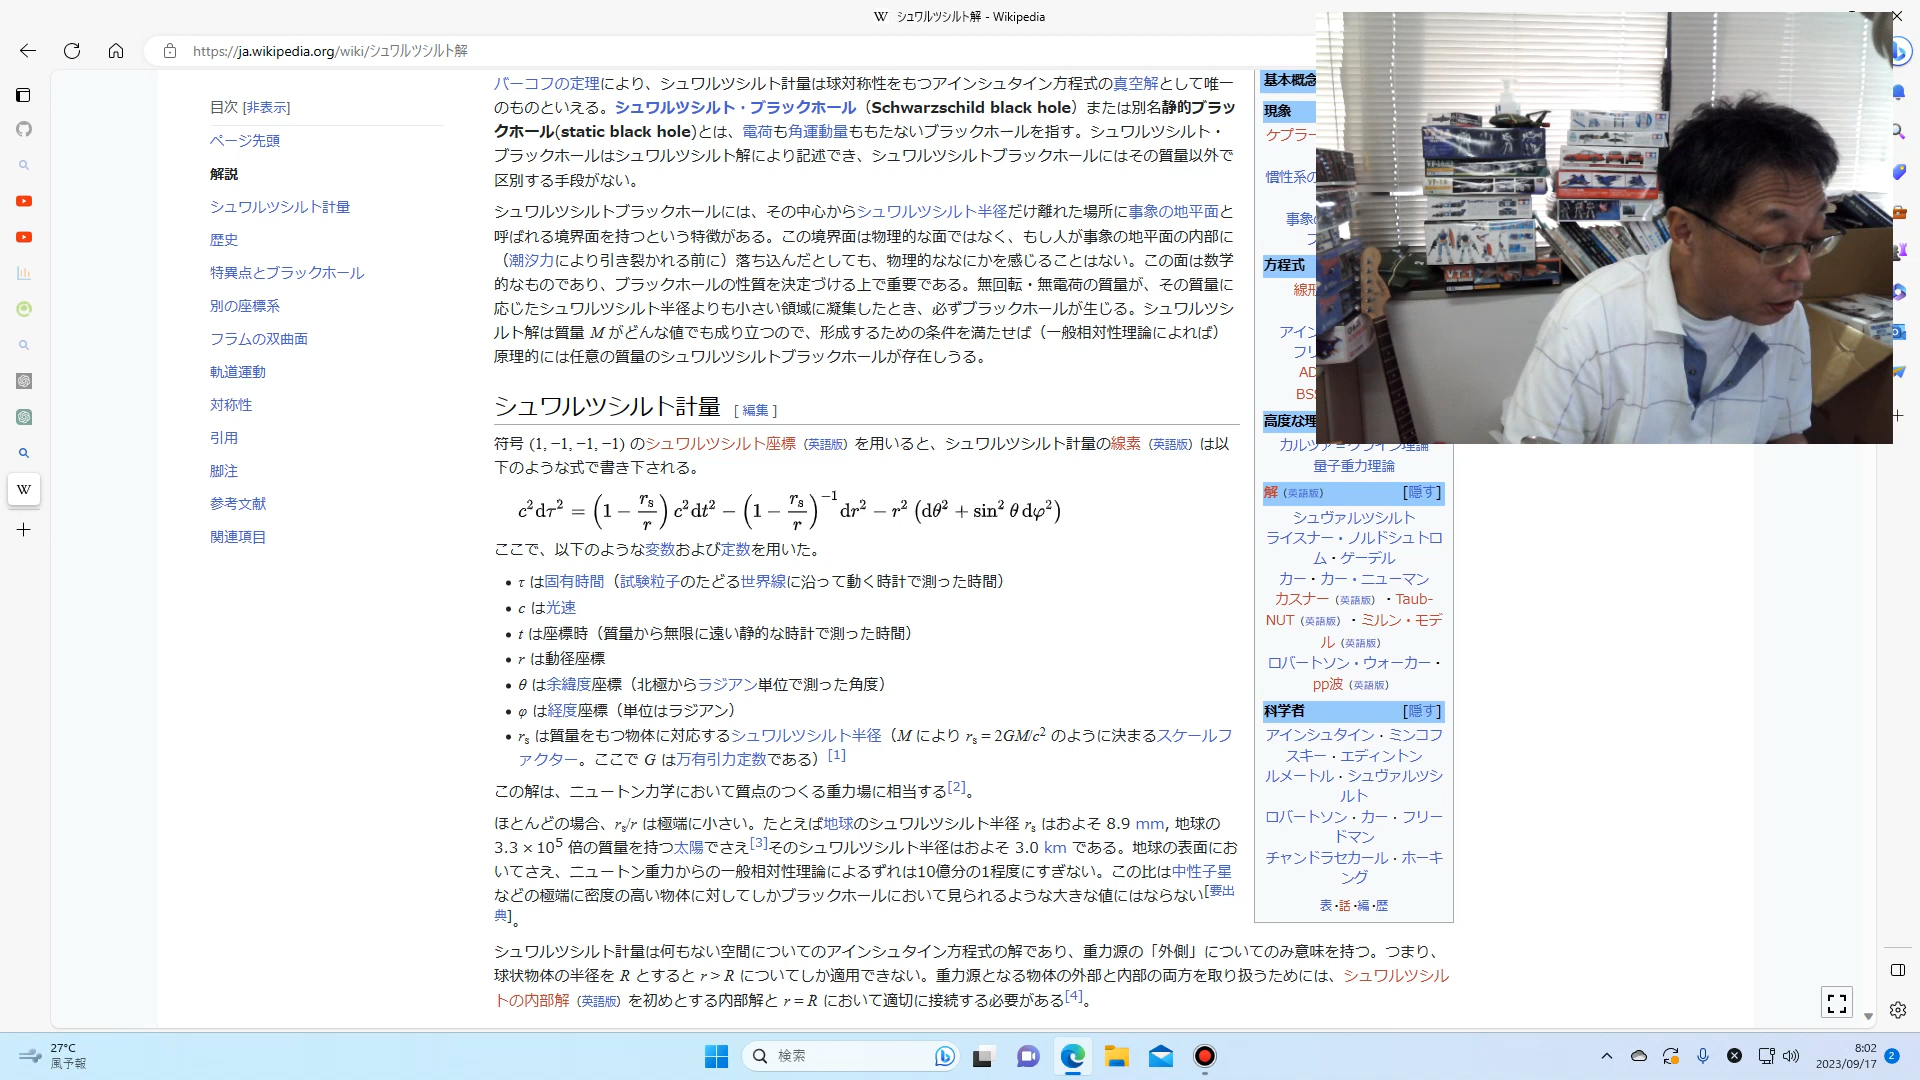 シュワルツシルト解 - Wikipedia
https://ja.wikipedia.org/wiki/シュワルツシルト解
目次 [非表示]
ページ先頭
解説
シュワルツシルト計量
歴史
特異点とブラックホール
別の座標系
フラムの双曲面
軌道運動
対称性
引用
脚注
参考文献
関連項目
バーコフの定理により、シュワルツシルト計量は球対称性をもつアインシュタイン方程式の真空解として唯一
のものといえる。シュワルツシルト・ブラックホール（Schwarzschild black hole）または別名静的ブラッ
クホール(static black hole)とは、電荷も角運動量ももたないブラックホールを指す。シュワルツシルト・
ブラックホールはシュワルツシルト解により記述でき、シュワルツシルトブラックホールにはその質量以外で
区別する手段がない。
シュワルツシルトブラックホールには、その中心からシュワルツシルト半径だけ離れた場所に事象の地平面と
呼ばれる境界面を持つという特徴がある。この境界面は物理的な面ではなく、もし人が事象の地平面の内部に
（潮汐力により引き裂かれる前に）落ち込んだとしても、物理的ななにかを感じることはない。この面は数学
的なものであり、ブラックホールの性質を決定づける上で重要である。無回転・無電荷の質量が、その質量に
応じたシュワルツシルト半径よりも小さい領域に凝集したとき、必ずブラックホールが生じる。シュワルツシ
ルト解は質量 M がどんな値でも成り立つので、形成するための条件を満たせば（一般相対性理論によれば）
原理的には任意の質量のシュワルツシルトブラックホールが存在しうる。
シュワルツシルト計量 [ 編集 ]
符号 (1, −1, −1, −1) のシュワルツシルト座標（英語版）を用いると、シュワルツシルト計量の線素（英語版）は以
下のような式で書き下される。
c²dτ² = (1 − rₛ/r) c²dt² − (1 − rₛ/r)⁻¹ dr² − r² (dθ² + sin² θ dφ²)
ここで、以下のような変数および定数を用いた。
• τ は固有時間（試験粒子のたどる世界線に沿って動く時計で測った時間）
• c は光速
• t は座標時（質量から無限に遠い静的な時計で測った時間）
• r は動径座標
• θ は余緯度座標（北極からラジアン単位で測った角度）
• φ は経度座標（単位はラジアン）
• rₛ は質量をもつ物体に対応するシュワルツシルト半径（M により rₛ = 2GM/c² のように決まるスケールフ
ァクター。ここで G は万有引力定数である）[1]
この解は、ニュートン力学において質点のつくる重力場に相当する[2]。
ほとんどの場合、rₛ/r は極端に小さい。たとえば地球のシュワルツシルト半径 rₛ はおよそ 8.9 mm, 地球の
3.3 × 10⁵ 倍の質量を持つ太陽でさえ[3]そのシュワルツシルト半径はおよそ 3.0 km である。地球の表面にお
いてさえ、ニュートン重力からの一般相対性理論によるずれは10億分の1程度にすぎない。この比は中性子星
などの極端に密度の高い物体に対してしかブラックホールにおいて見られるような大きな値にはならない[要出
典]。
シュワルツシルト計量は何もない空間についてのアインシュタイン方程式の解であり、重力源の「外側」についてのみ意味を持つ。つまり、
球状物体の半径を R とすると r > R についてしか適用できない。重力源となる物体の外部と内部の両方を取り扱うためには、シュワルツシル
トの内部解（英語版）を初めとする内部解と r = R において適切に接続する必要がある[4]。
基本概念
現象
ケプラー
慣性系の
事象の
方程式
線形
アイン
フリ
AD
BSS
高度な理
カルツァ＝クライン理論
量子重力理論
解（英語版） [隠す]
シュヴァルツシルト
ライスナー・ノルドシュトロ
ム・ゲーデル
カー・カー・ニューマン
カスナー（英語版）・Taub-
NUT（英語版）・ミルン・モデ
ル（英語版）
ロバートソン・ウォーカー・
pp波（英語版）
科学者 [隠す]
アインシュタイン・ミンコフ
スキー・エディントン
ルメートル・シュヴァルツシ
ルト
ロバートソン・カー・フリー
ドマン
チャンドラセカール・ホーキ
ング
表・話・編・歴
27°C
風予報
検索
8:02
2023/09/17
2